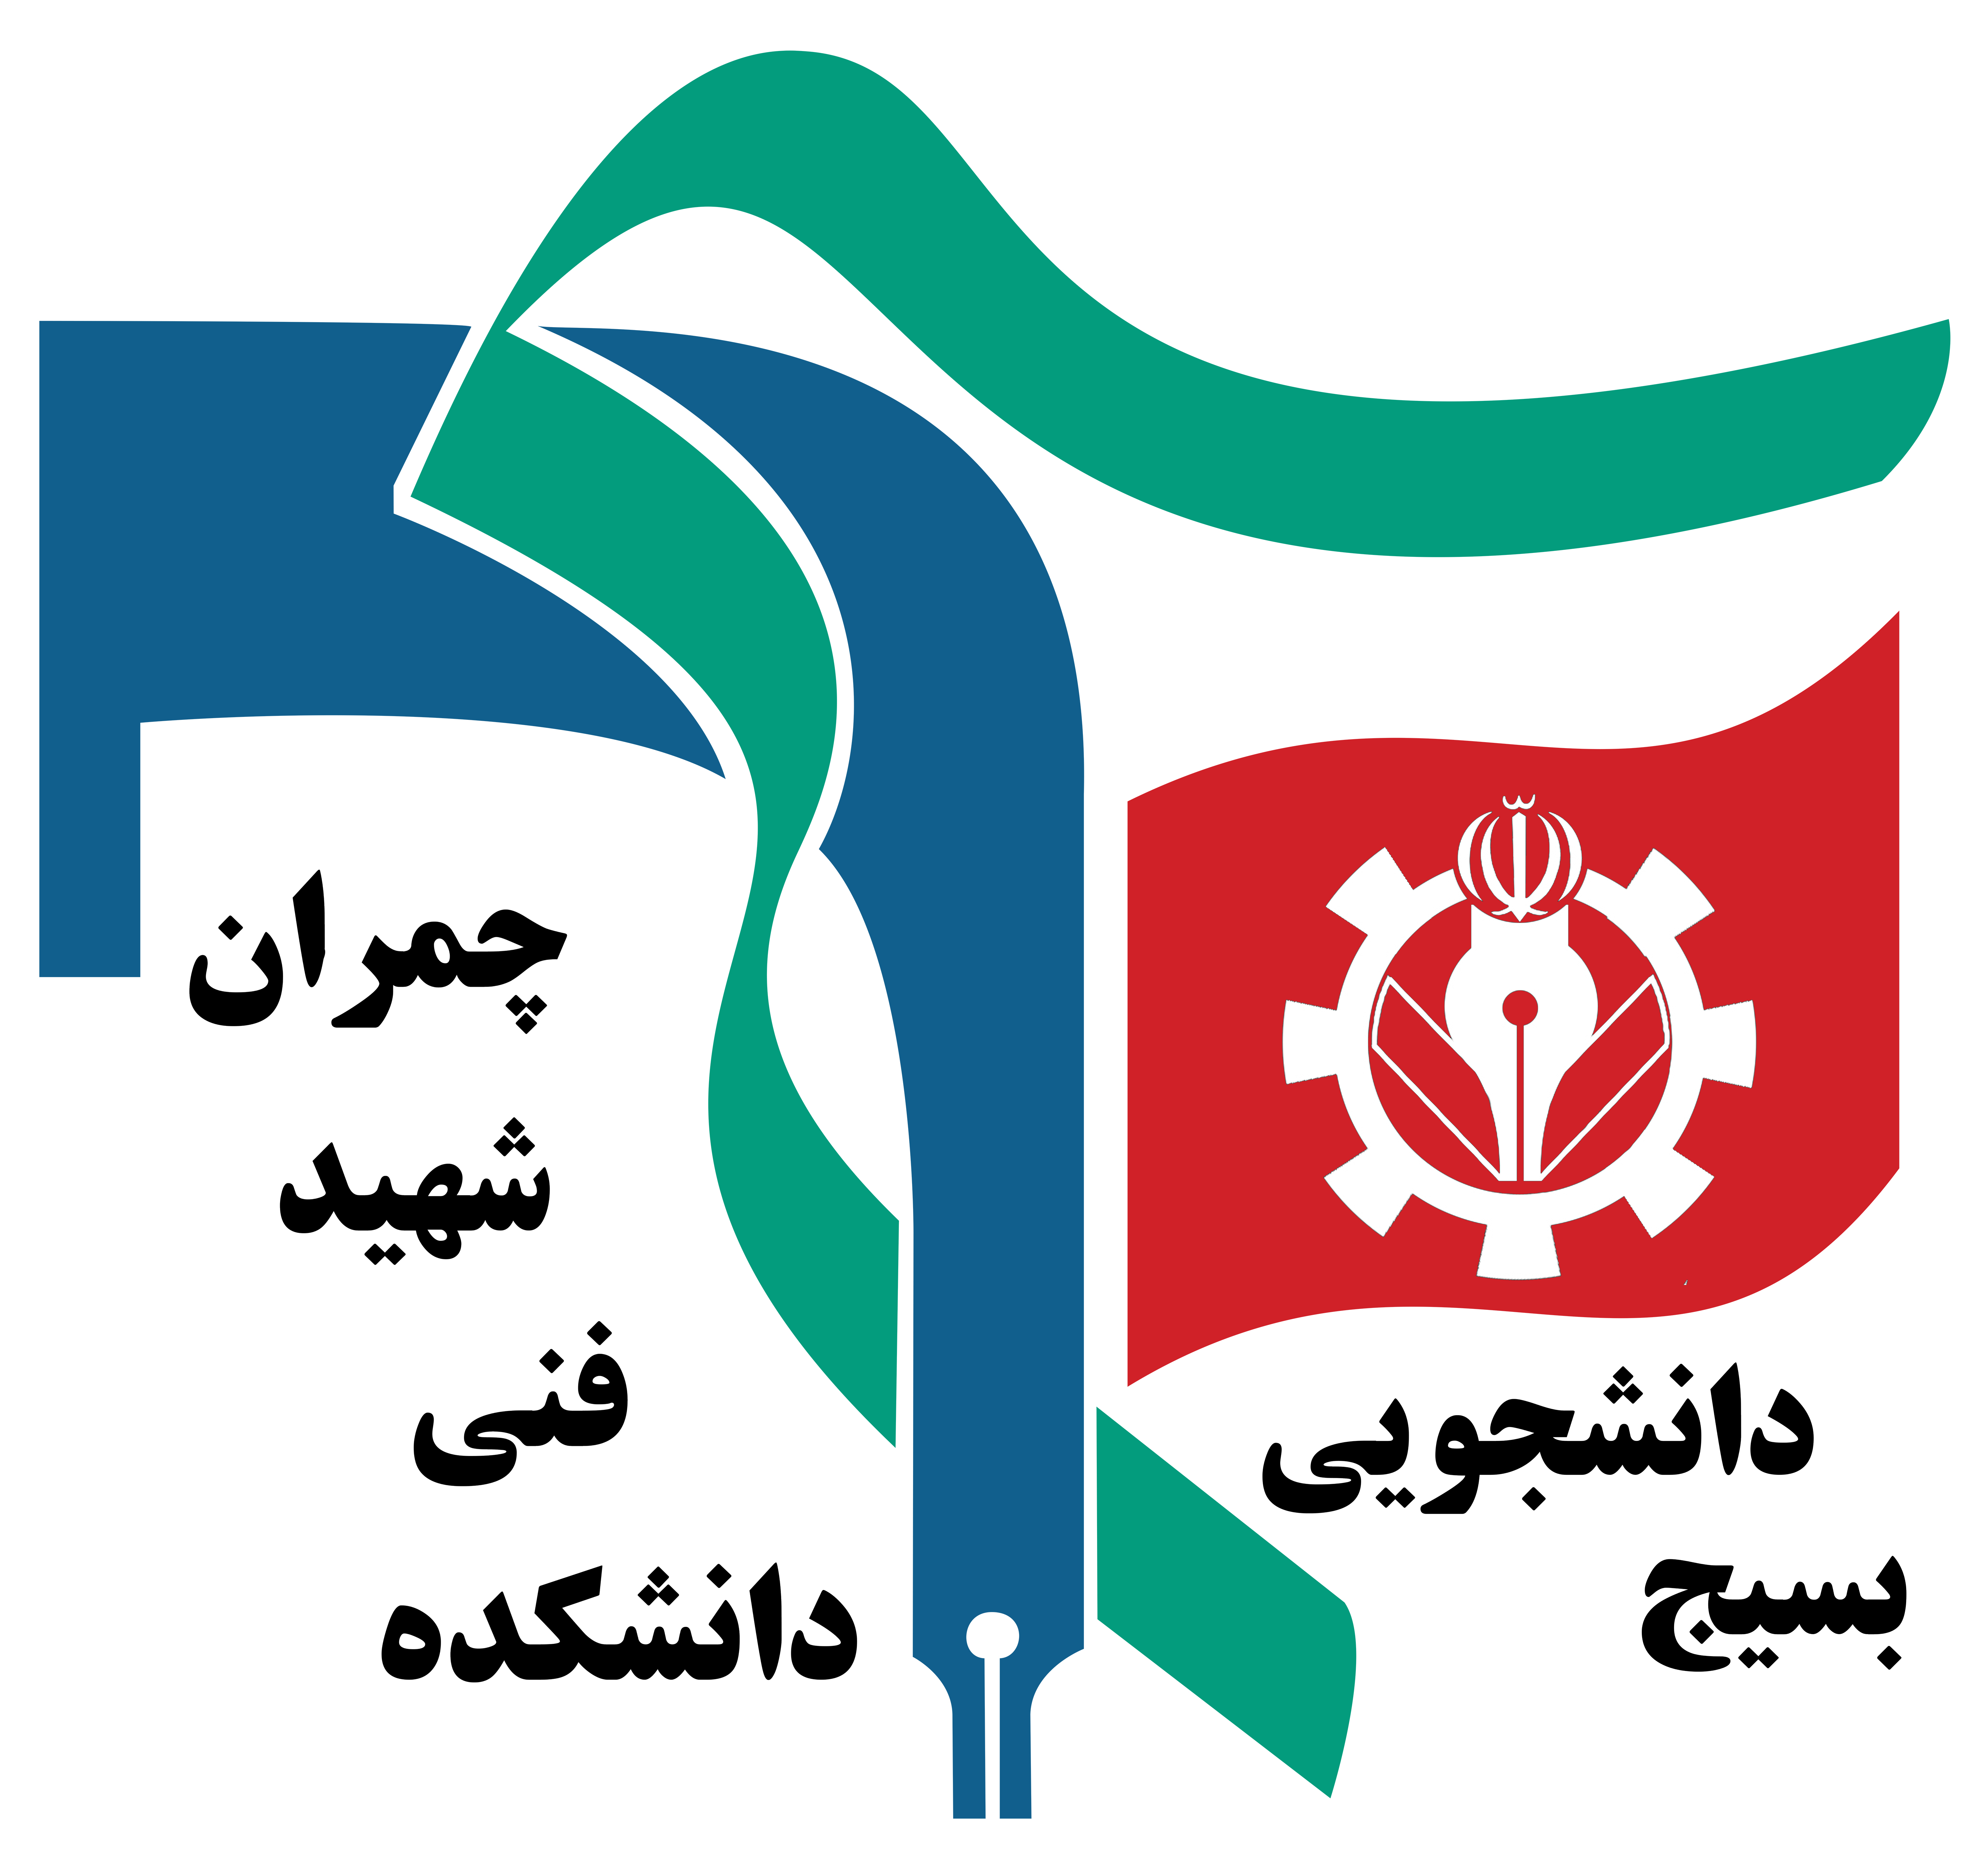 بسیج
دانشجویی
دانشکده
فنی
شهید
چمران